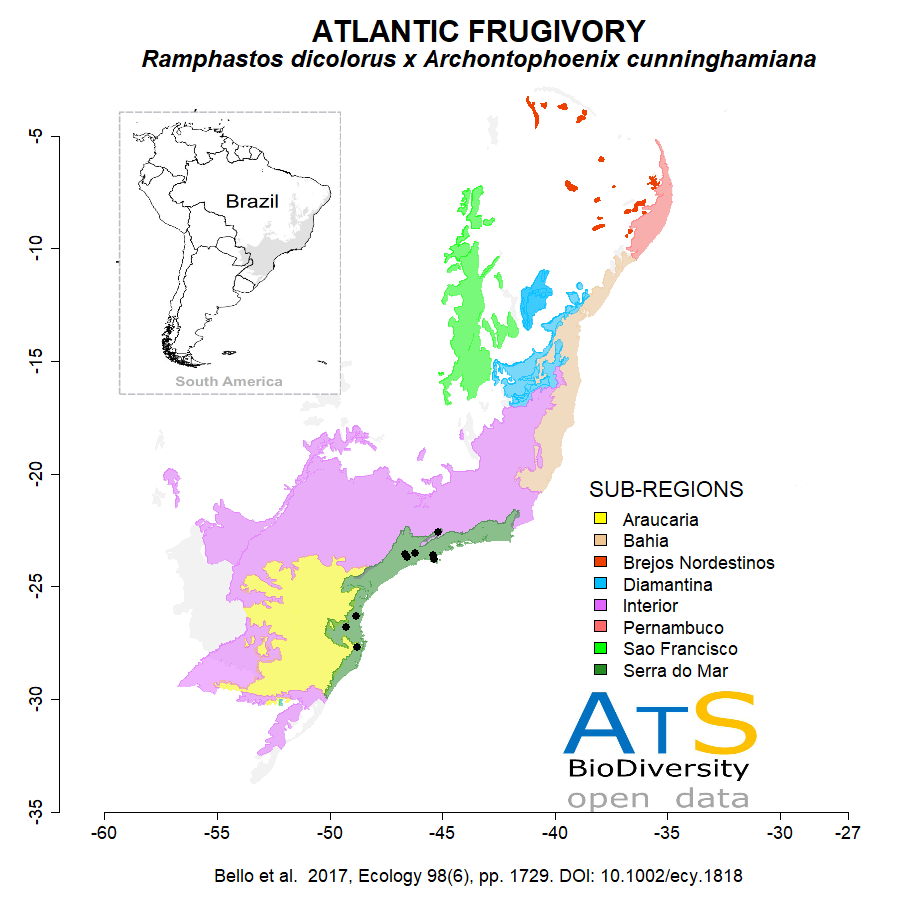 ATLANTIC FRUGIVORY
Ramphastos dicolorus x Archontophoenix cunninghamiana
Brazil
South America
-5
-10
-15
-20
-25
-30
-35
SUB-REGIONS
Araucaria
Bahia
Brejos Nordestinos
Diamantina
Interior
Pernambuco
Sao Francisco
Serra do Mar
ATS
BioDiversity
open data
-60 -55 -50 -45 -40 -35 -30 -27
Bello et al. 2017, Ecology 98(6), pp. 1729. DOI: 10.1002/ecy.1818